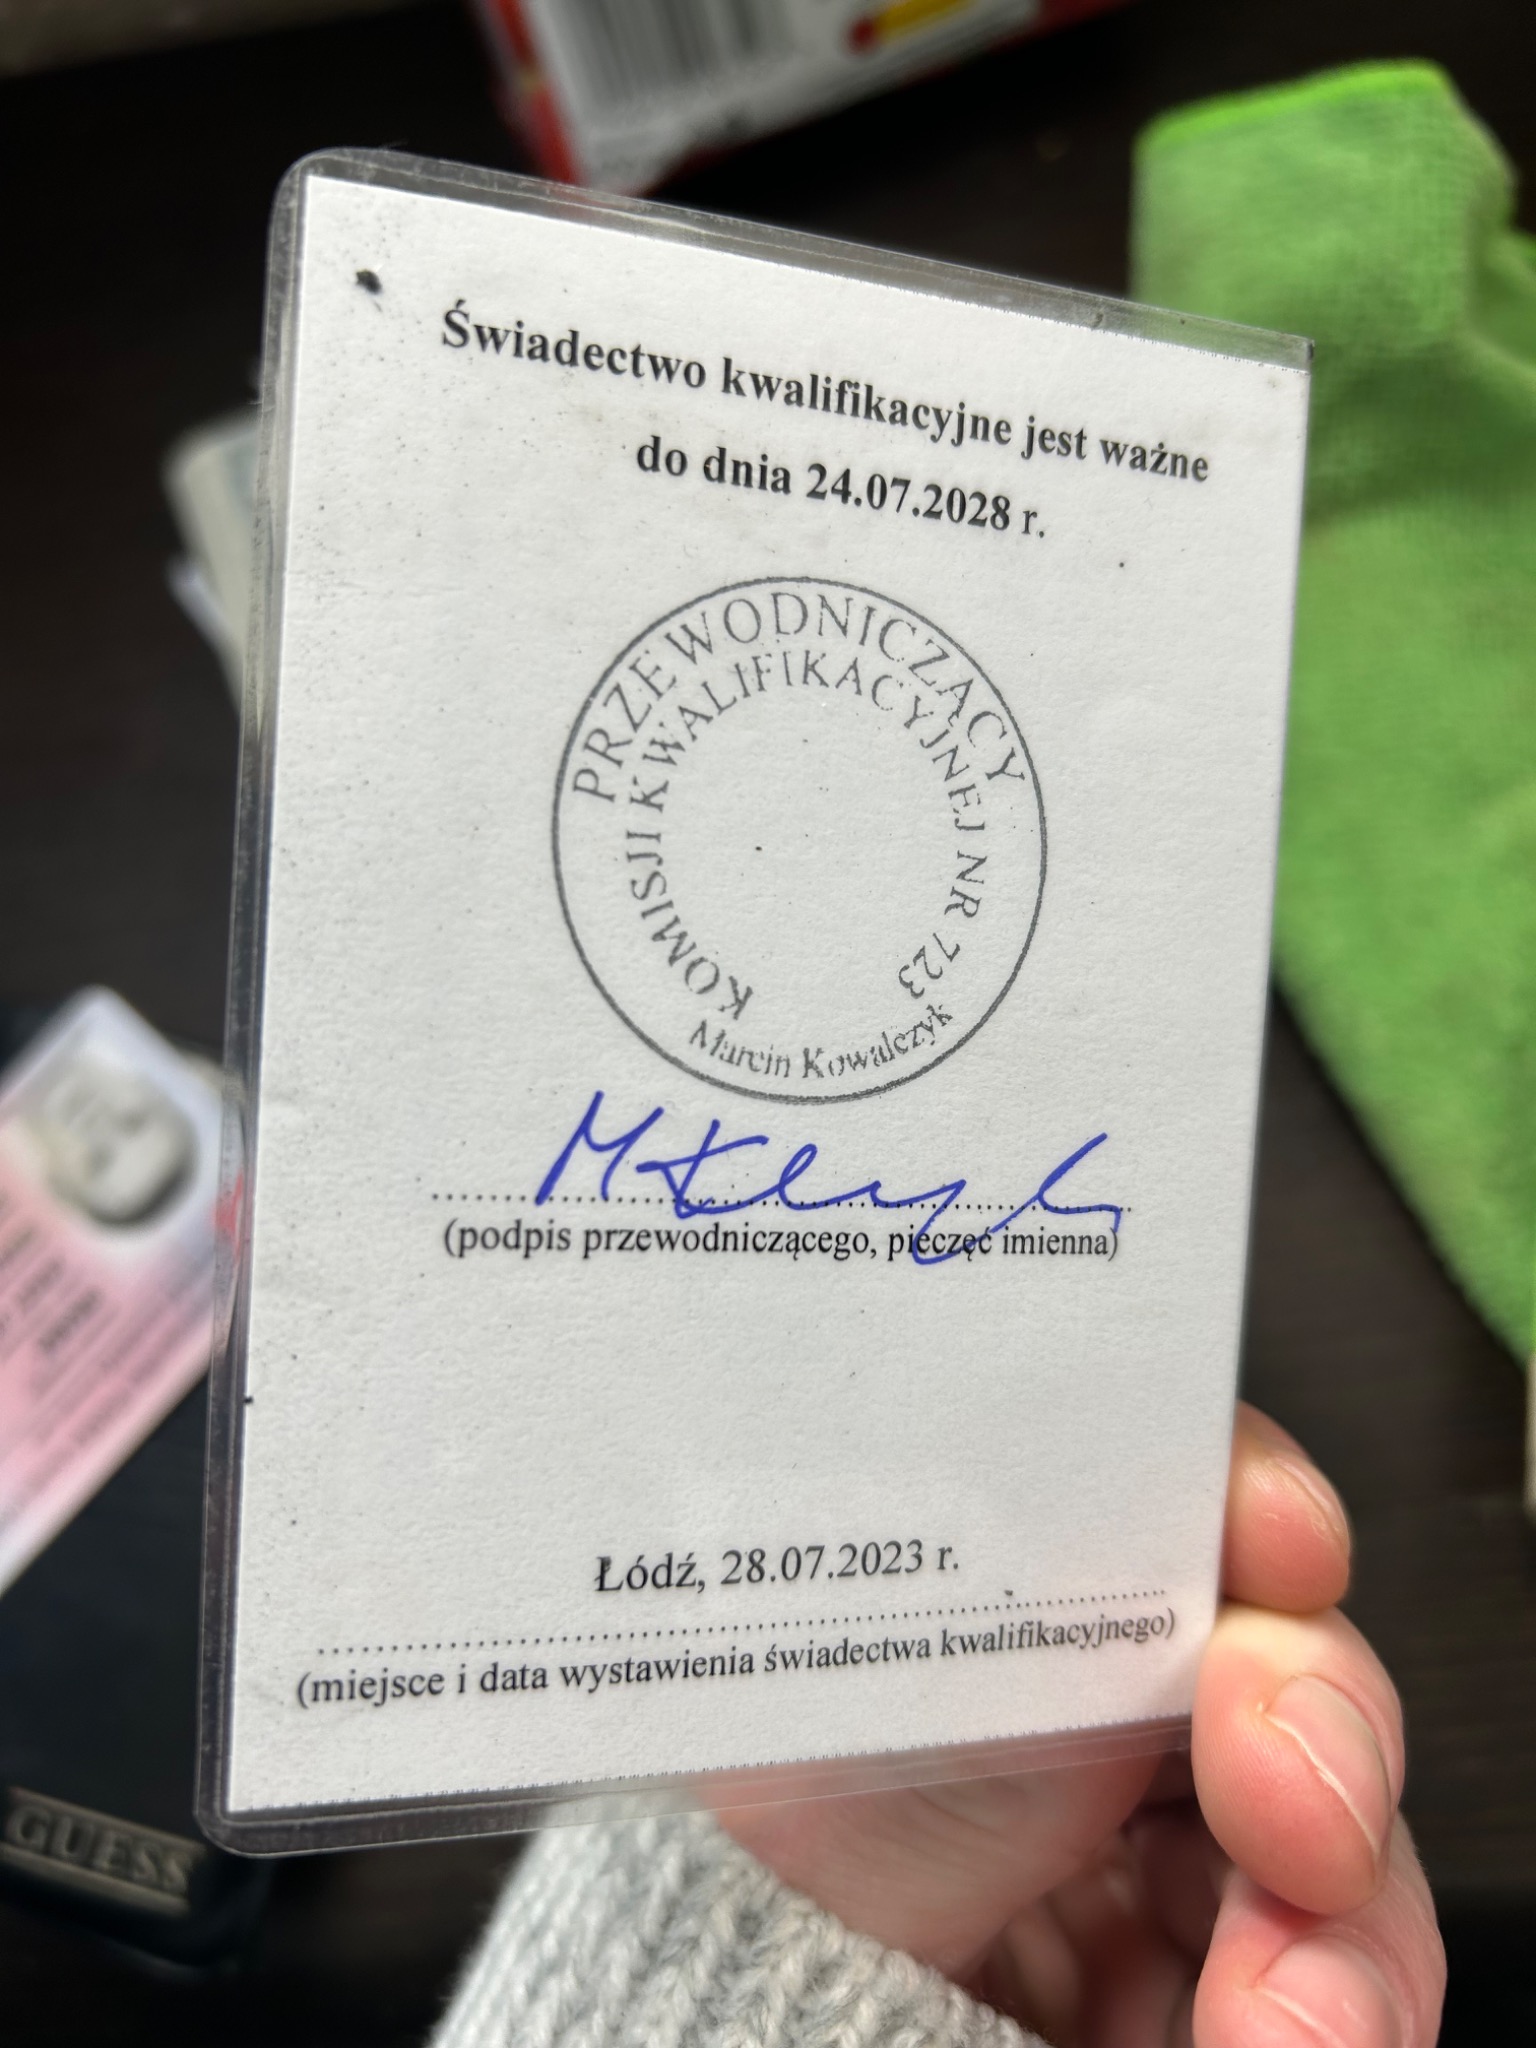 Świadectwo kwalifikacyjne jest ważne
do dnia 24.07.2028 r.
PRZEWODNICZĄCY
KOMISJI KWALIFIKACYJNEJ NR 723
Marcin Kowalczyk
(podpis przewodniczącego, pieczęć imienna)
Łódź, 28.07.2023 r.
(miejsce i data wystawienia świadectwa kwalifikacyjnego)
GUESS